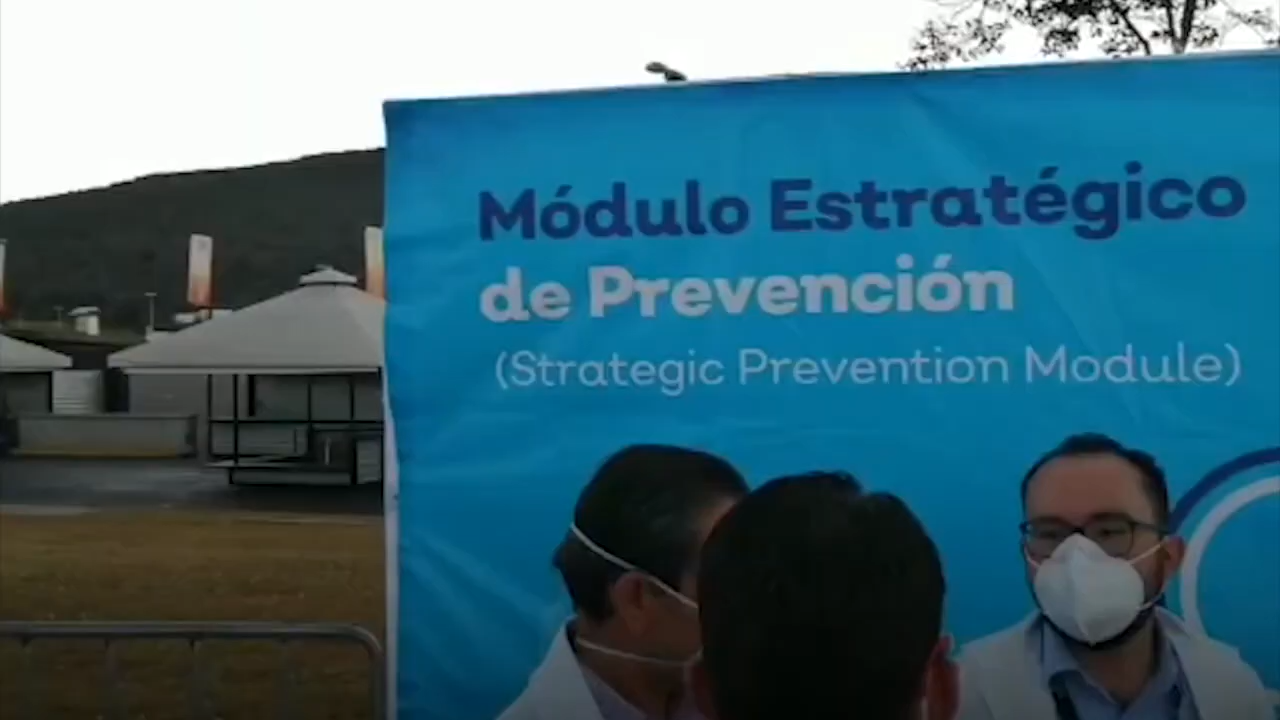 Módulo Estratégico
de Prevención
(Strategic Prevention Module)